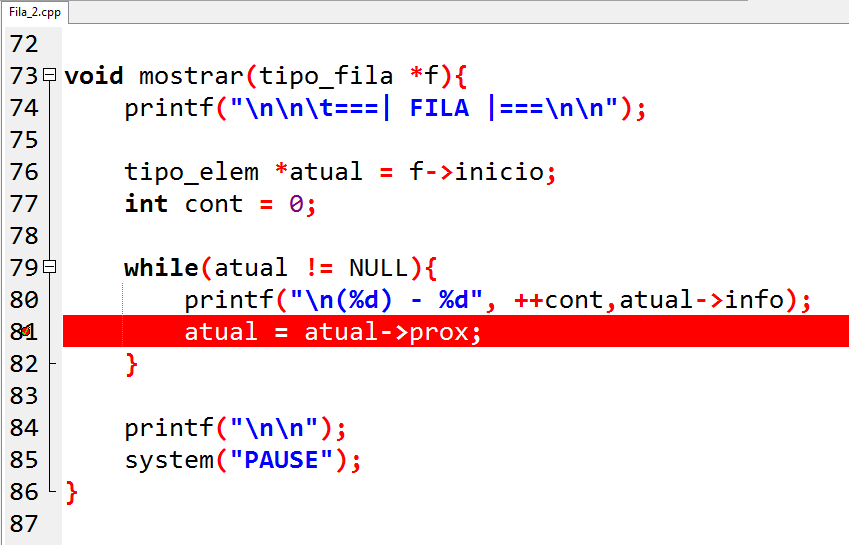 Fila_2.cpp
72
73 void mostrar(tipo_fila *f){
74 printf("\n\n\t===| FILA |===\n\n");
75
76 tipo_elem *atual = f->inicio;
77 int cont = 0;
78
79 while(atual != NULL){
80 printf("\n(%d) - %d", ++cont,atual->info);
81 atual = atual->prox;
82 }
83
84 printf("\n\n");
85 system("PAUSE");
86 }
87